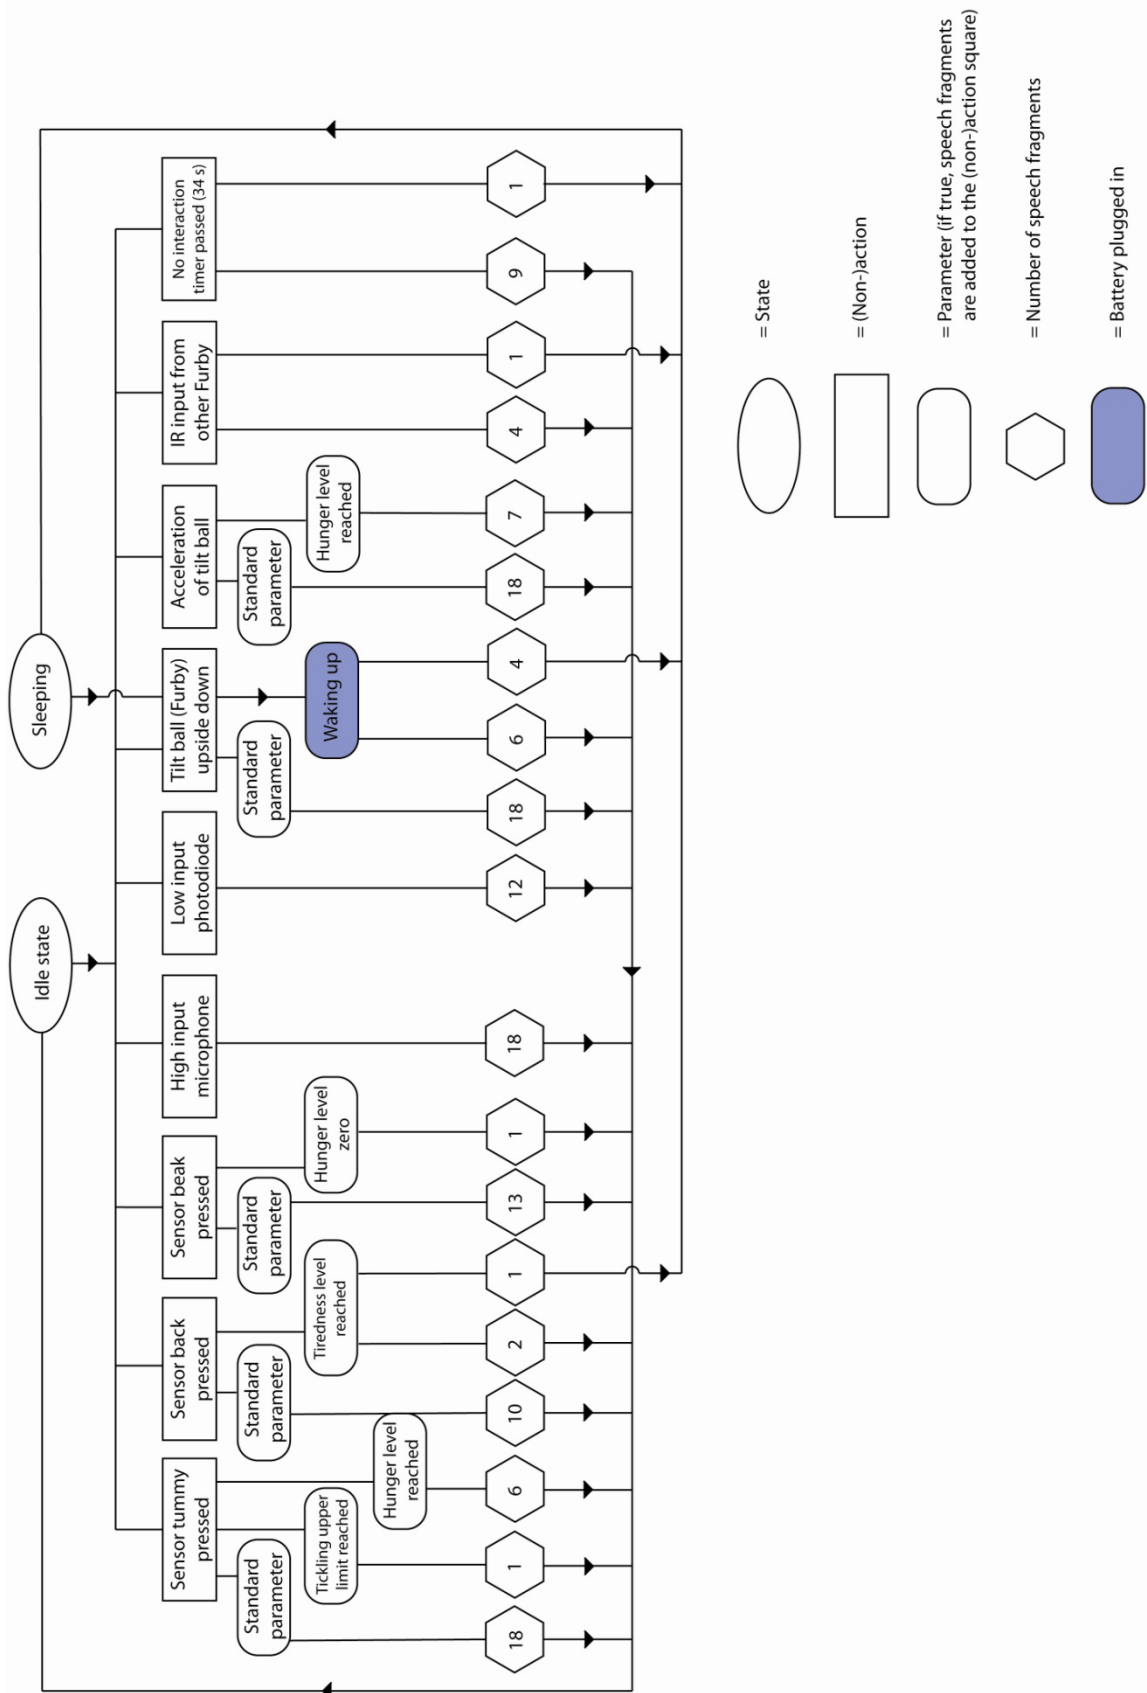 Idle state
Sleeping
Sensor tummy
pressed
Sensor back
pressed
Sensor beak
pressed
High input
microphone
Low input
photodiode
Tilt ball (Furby)
upside down
Acceleration
of tilt ball
IR input from
other Furby
No interaction
timer passed (34 s)
Standard
parameter
Standard
parameter
Standard
parameter
Standard
parameter
Standard
parameter
Tickling upper
limit reached
Tiredness level
reached
Hunger level
zero
Waking up
Hunger level
reached
Hunger level
reached
18
1
6
10
2
1
13
1
18
12
18
6
4
18
7
4
1
9
1
= State
= (Non-)action
= Parameter (if true, speech fragments
are added to the (non-)action square)
= Number of speech fragments
= Battery plugged in